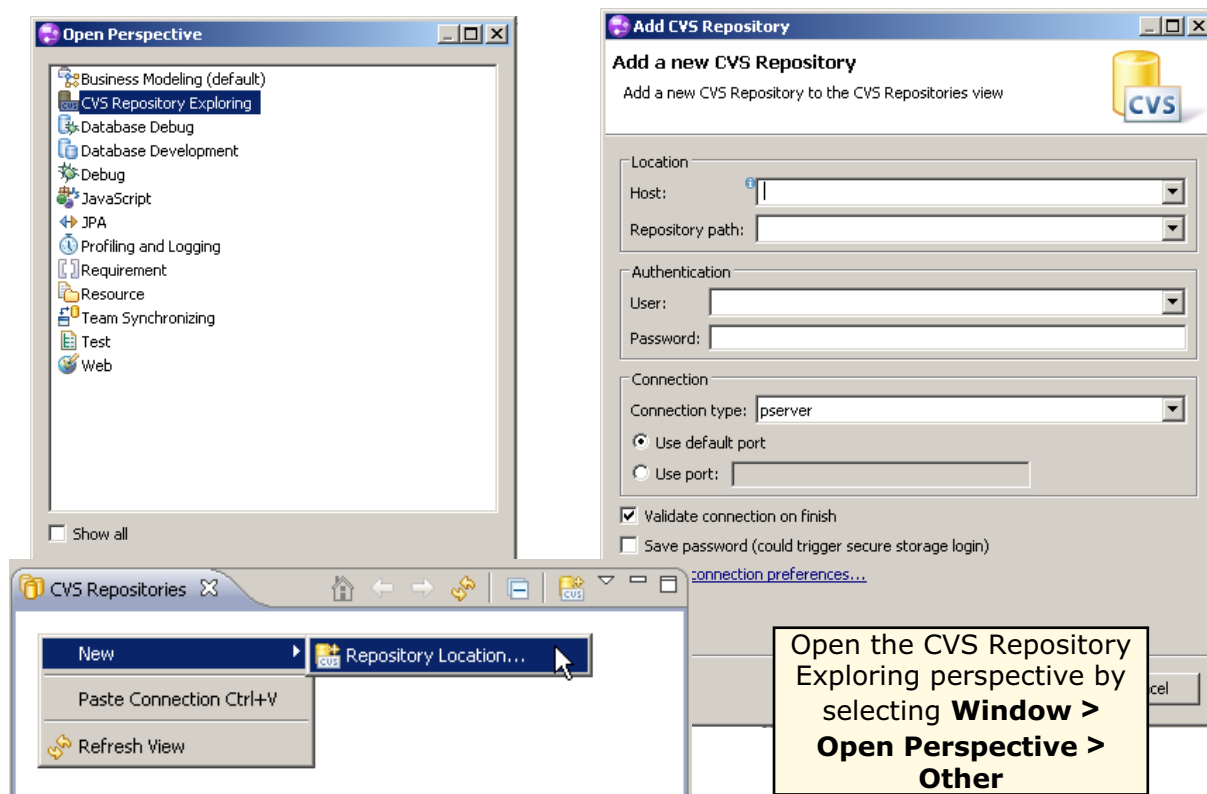 Open Perspective
Business Modeling (default)
CVS Repository Exploring
Database Debug
Database Development
Debug
JavaScript
JPA
Profiling and Logging
Requirement
Resource
Team Synchronizing
Test
Web
Show all
Add CVS Repository
Add a new CVS Repository
Add a new CVS Repository to the CVS Repositories view
CVS
Location
Host:
Repository path:
Authentication
User:
Password:
Connection
Connection type: pserver
Use default port
Use port:
Validate connection on finish
Save password (could trigger secure storage login)
connection preferences...
cel
CVS Repositories
New
Repository Location...
Paste Connection Ctrl+V
Refresh View
Open the CVS Repository
Exploring perspective by
selecting Window >
Open Perspective >
Other